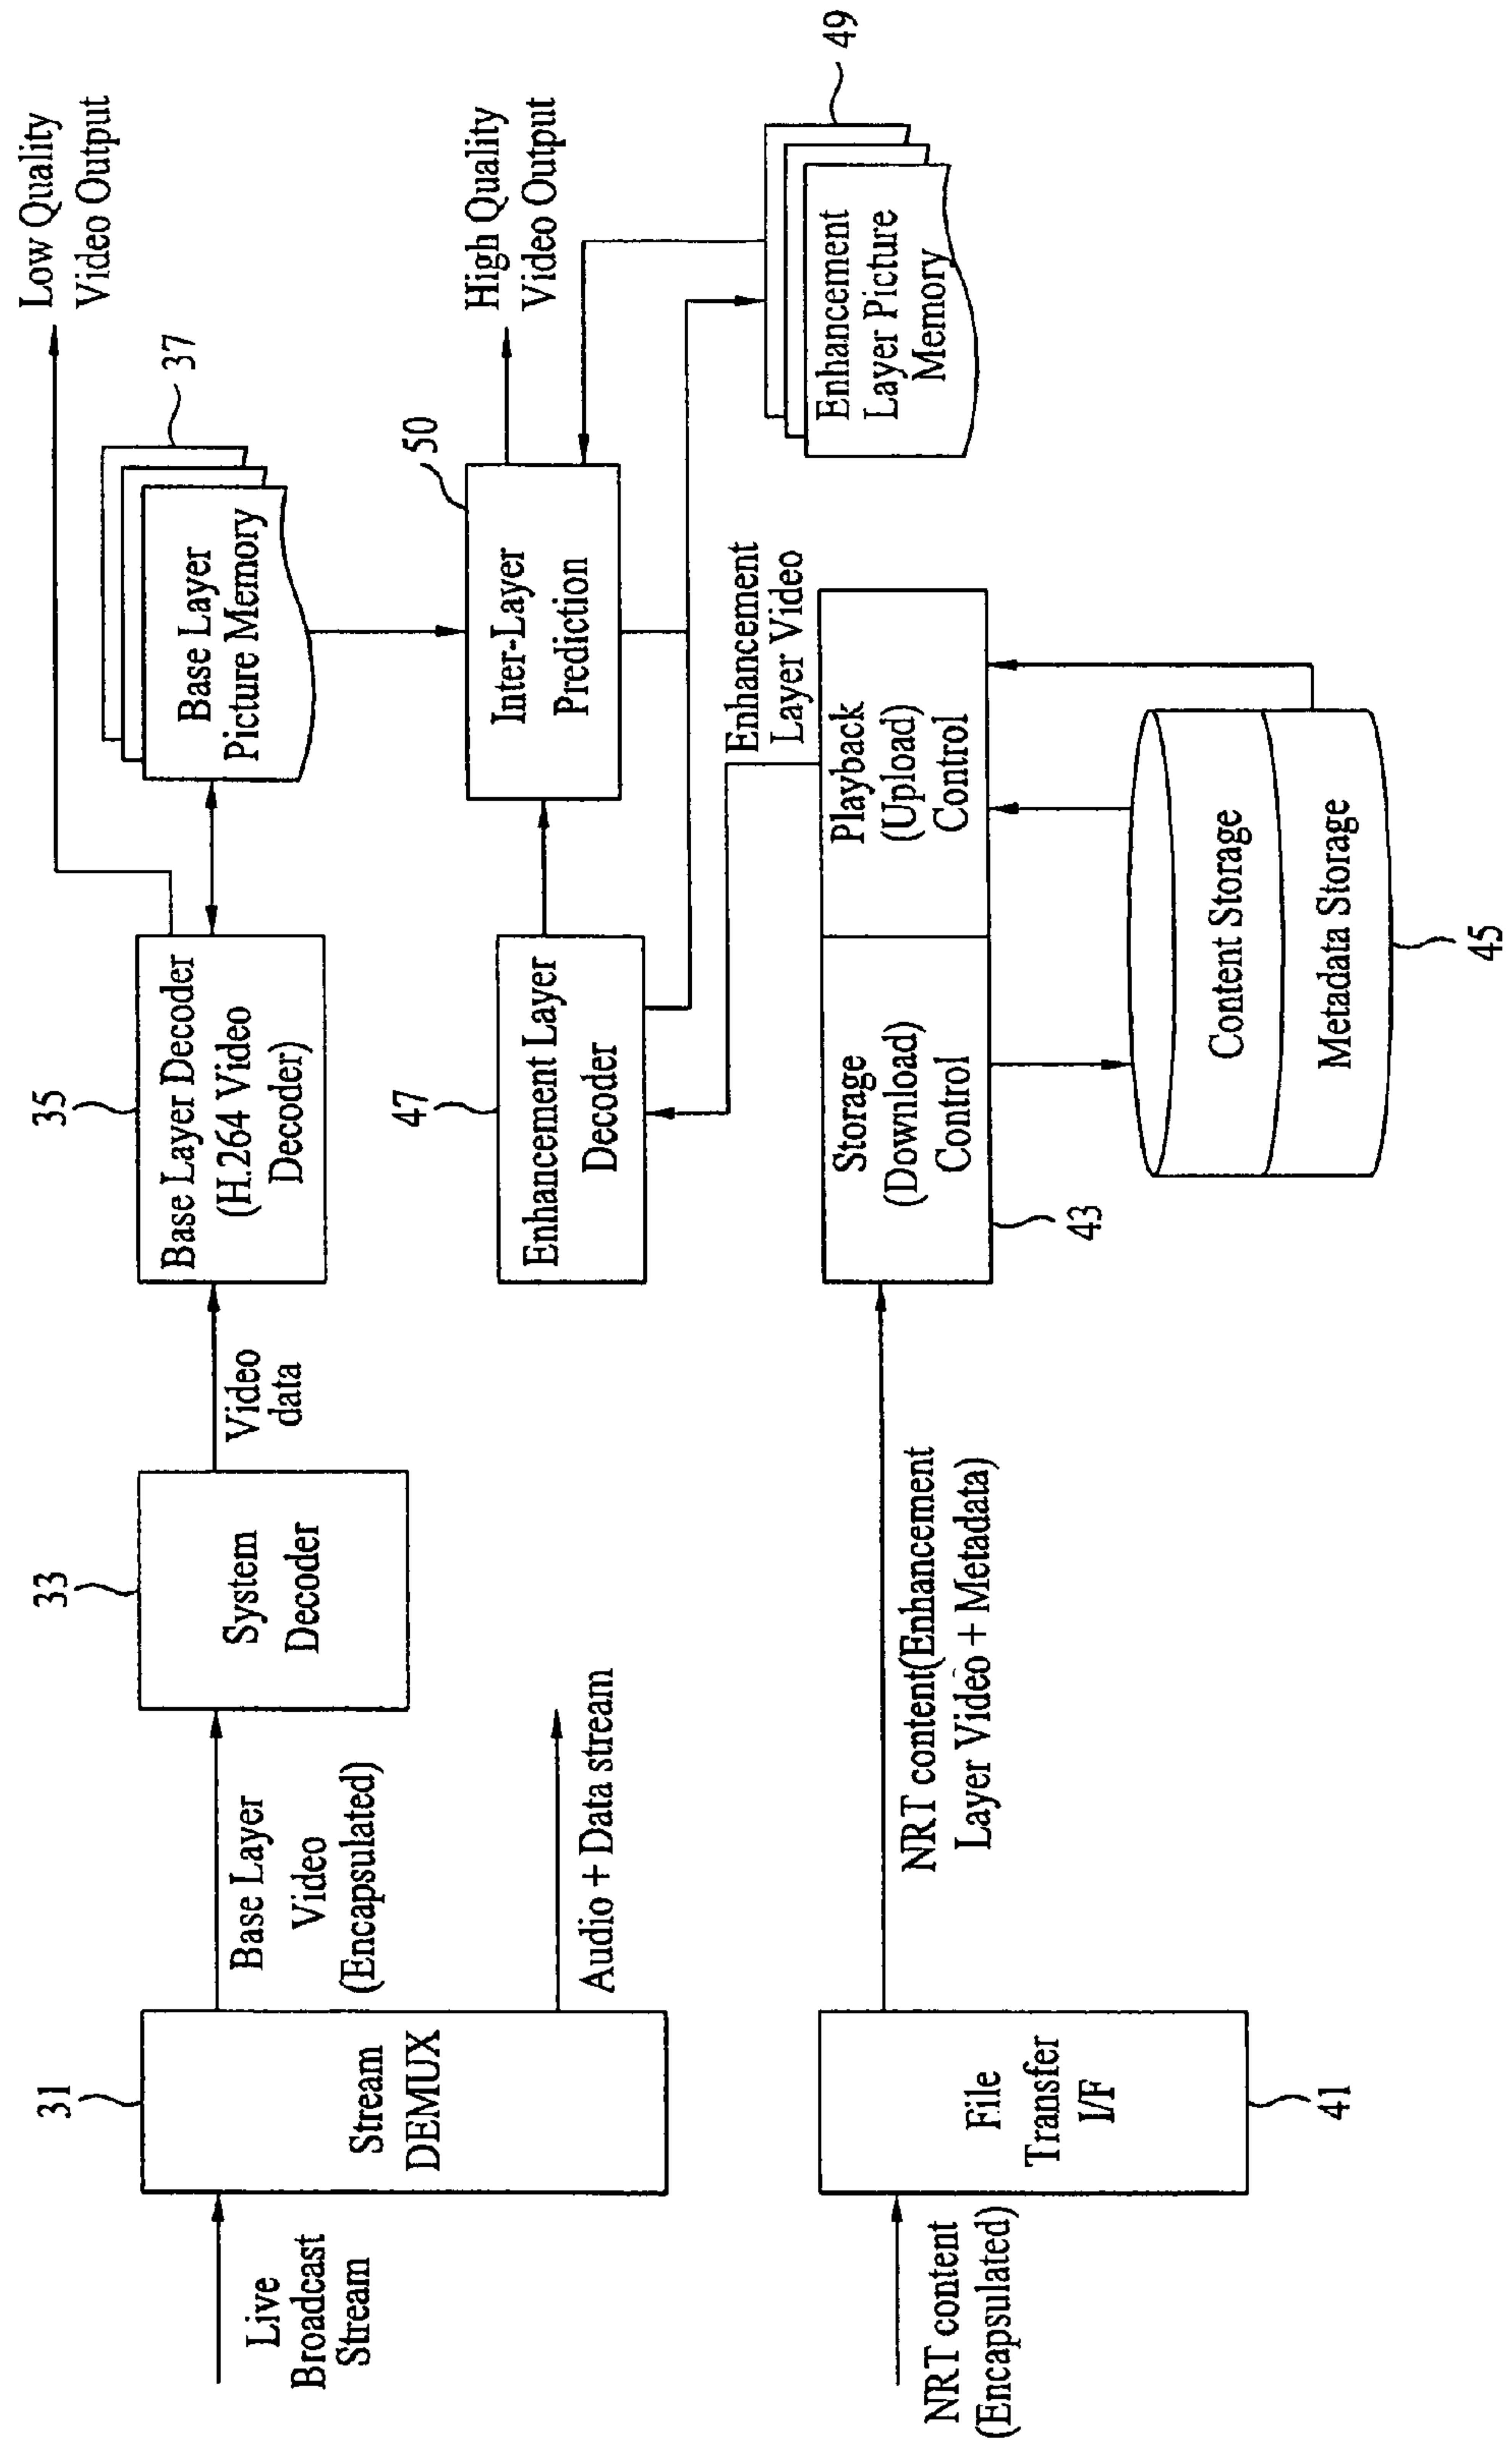 Live
Broadcast
Stream
31
Stream
DEMUX
Base Layer
Video
(Encapsulated)
Audio + Data stream
33
System
Decoder
Video
data
35
Base Layer Decoder
(H.264 Video
Decoder)
Low Quality
Video Output
37
Base Layer
Picture Memory
47
Enhancement Layer
Decoder
50
Inter-Layer
Prediction
High Quality
Video Output
49
Enhancement
Layer Picture
Memory
Enhancement
Layer Video
NRT content
(Encapsulated)
File
Transfer
I/F
41
NRT content(Enhancement
Layer Video + Metadata)
Storage
(Download)
Control
Playback
(Upload)
Control
43
Content Storage
Metadata Storage
45